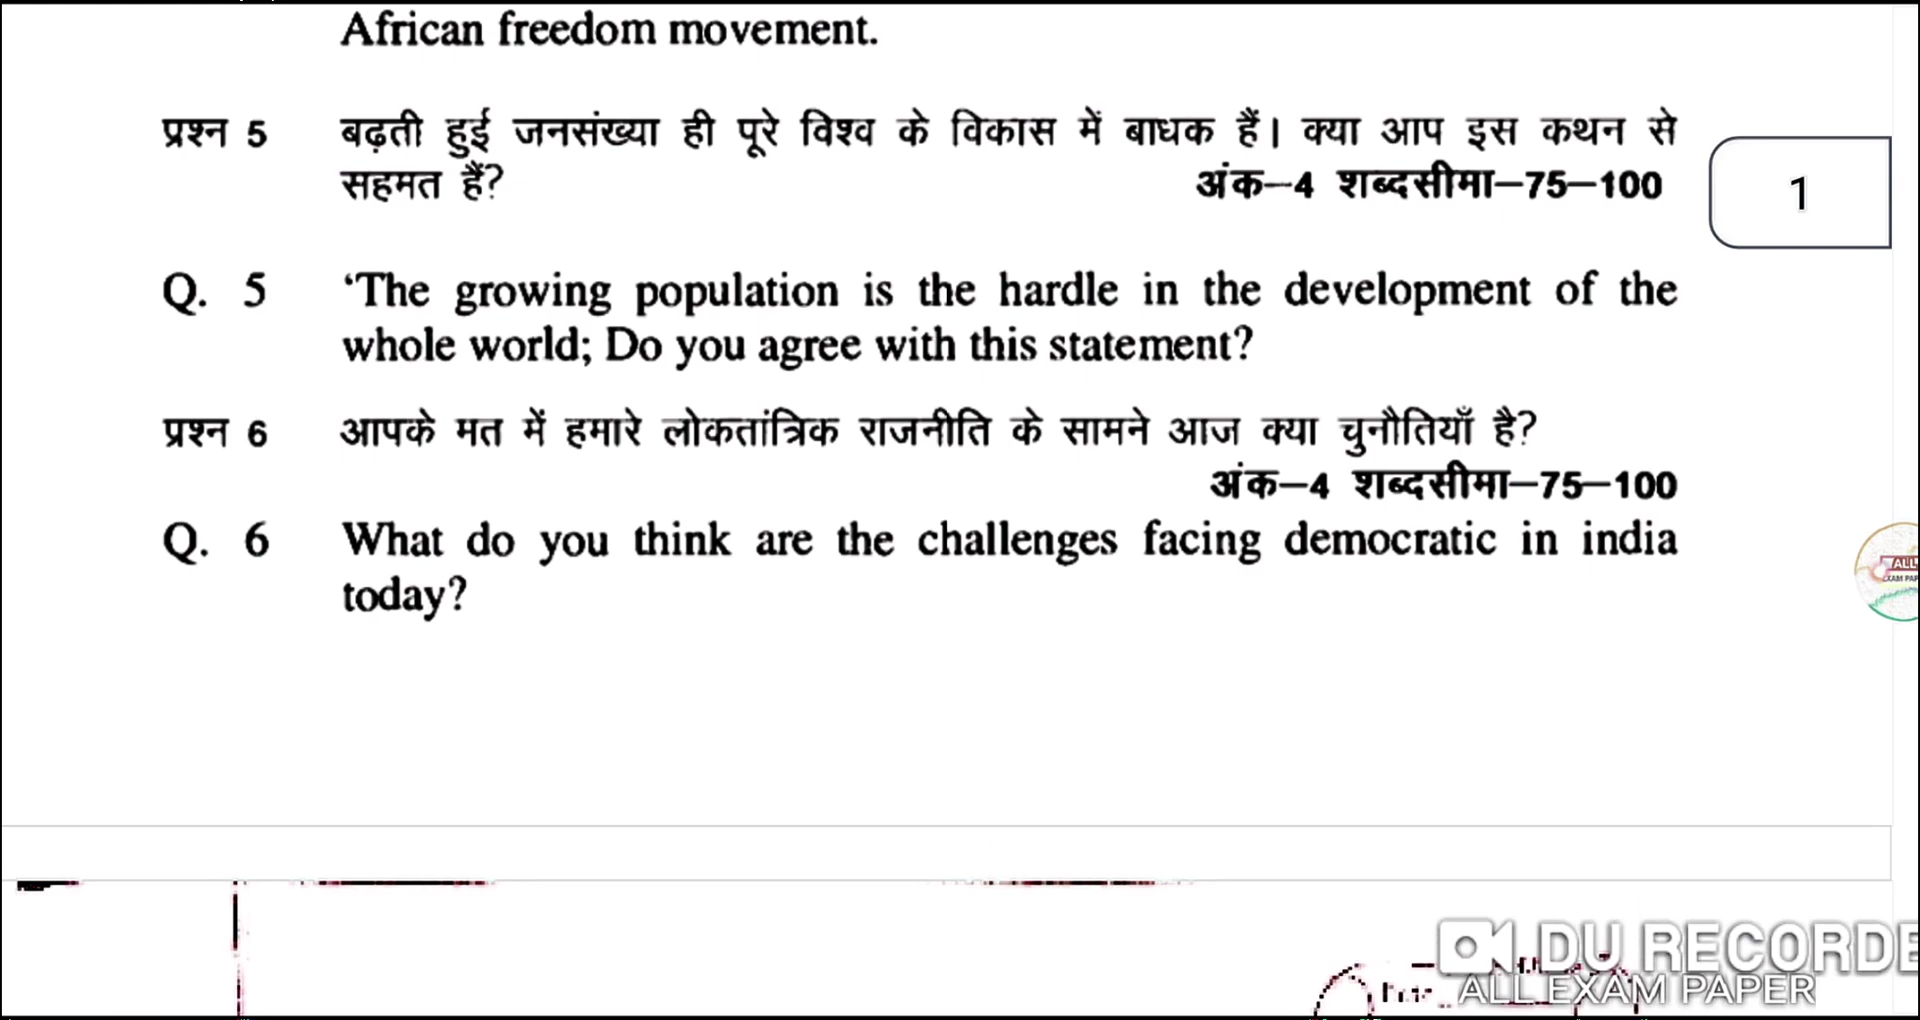 African freedom movement.
प्रश्न 5 बढ़ती हुई जनसंख्या ही पूरे विश्व के विकास में बाधक हैं। क्या आप इस कथन से
सहमत हैं? अंक–4 शब्दसीमा–75–100
1
Q. 5 ‘The growing population is the hardle in the development of the
whole world; Do you agree with this statement?
प्रश्न 6 आपके मत में हमारे लोकतांत्रिक राजनीति के सामने आज क्या चुनौतियाँ है?
अंक–4 शब्दसीमा–75–100
Q. 6 What do you think are the challenges facing democratic in india
today?
ALL
EXAM PAP
DU RECORDE
ALL EXAM PAPER